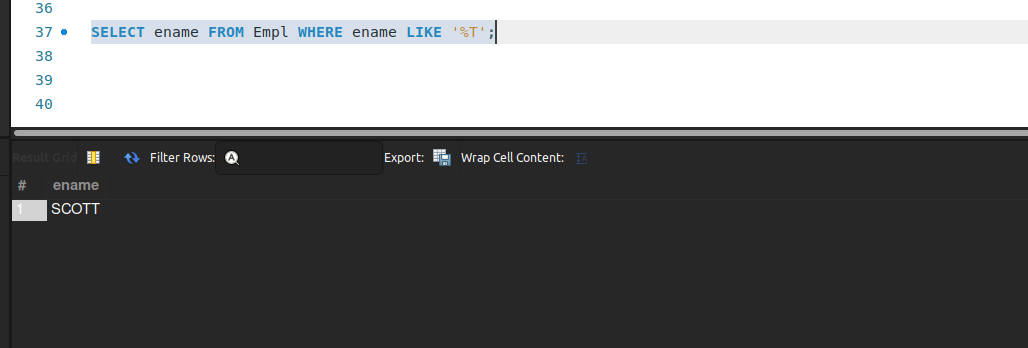 36
37 SELECT ename FROM Empl WHERE ename LIKE '%T';
38
39
40
Result Grid Filter Rows: Export: Wrap Cell Content:
# ename
1 SCOTT